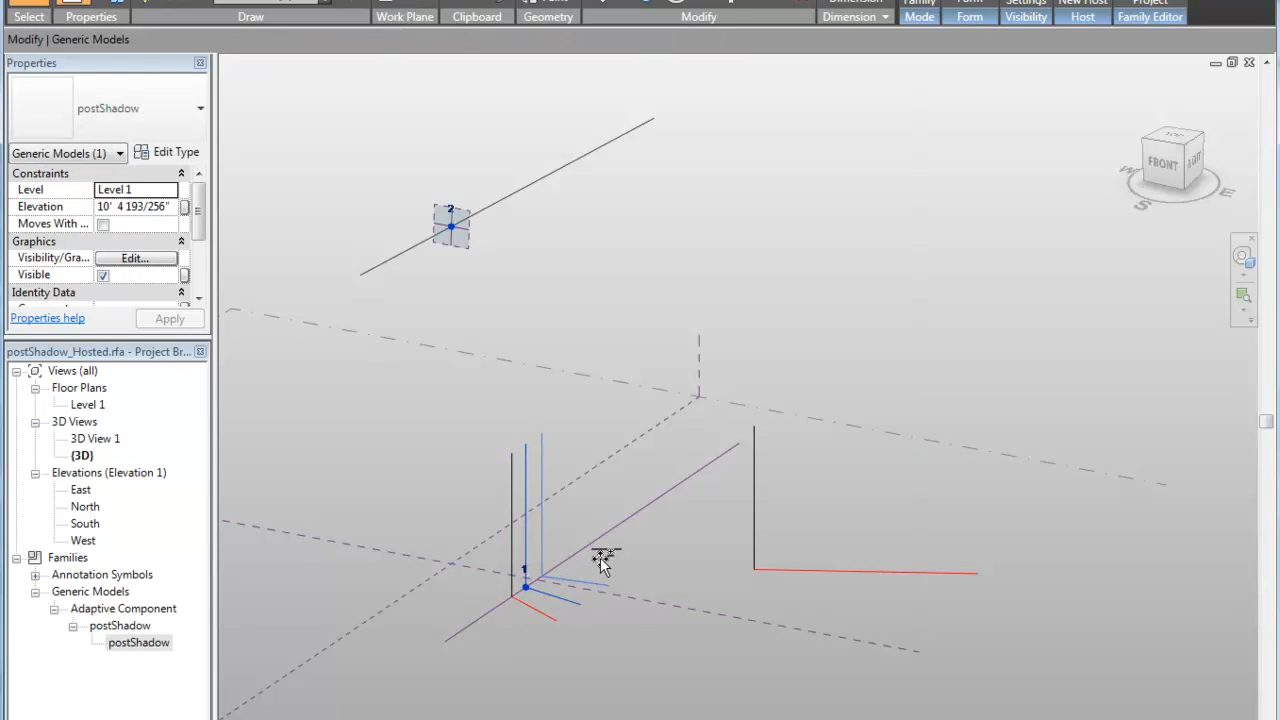 Select Properties Draw Work Plane Clipboard Geometry Modify Dimension Mode Form Visibility Host Family Editor
Modify | Generic Models
Properties
postShadow
Generic Models (1) Edit Type
Constraints
Level Level 1
Elevation 10' 4 193/256"
Moves With ...
Graphics
Visibility/Gra... Edit...
Visible
Identity Data
Properties help Apply
postShadow_Hosted.rfa - Project Br...
Views (all)
Floor Plans
Level 1
3D Views
3D View 1
{3D}
Elevations (Elevation 1)
East
North
South
West
Families
Annotation Symbols
Generic Models
Adaptive Component
postShadow
postShadow
2
1
TOP
FRONT
RIGHT
W
S
E